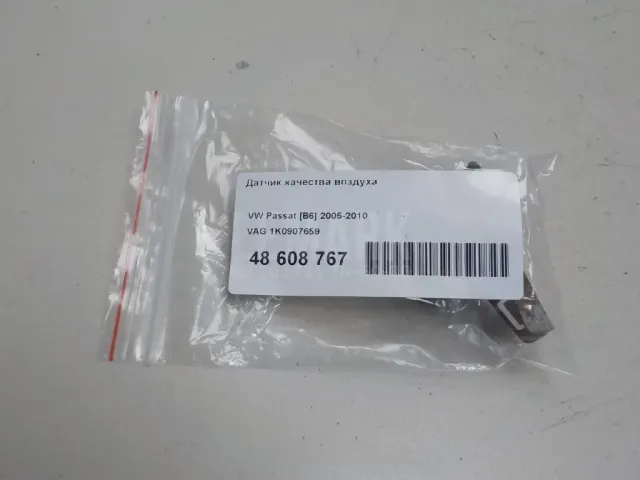 Датчик качества воздуха
VW Passat [B6] 2005-2010
VAG 1K0907659
48 608 767